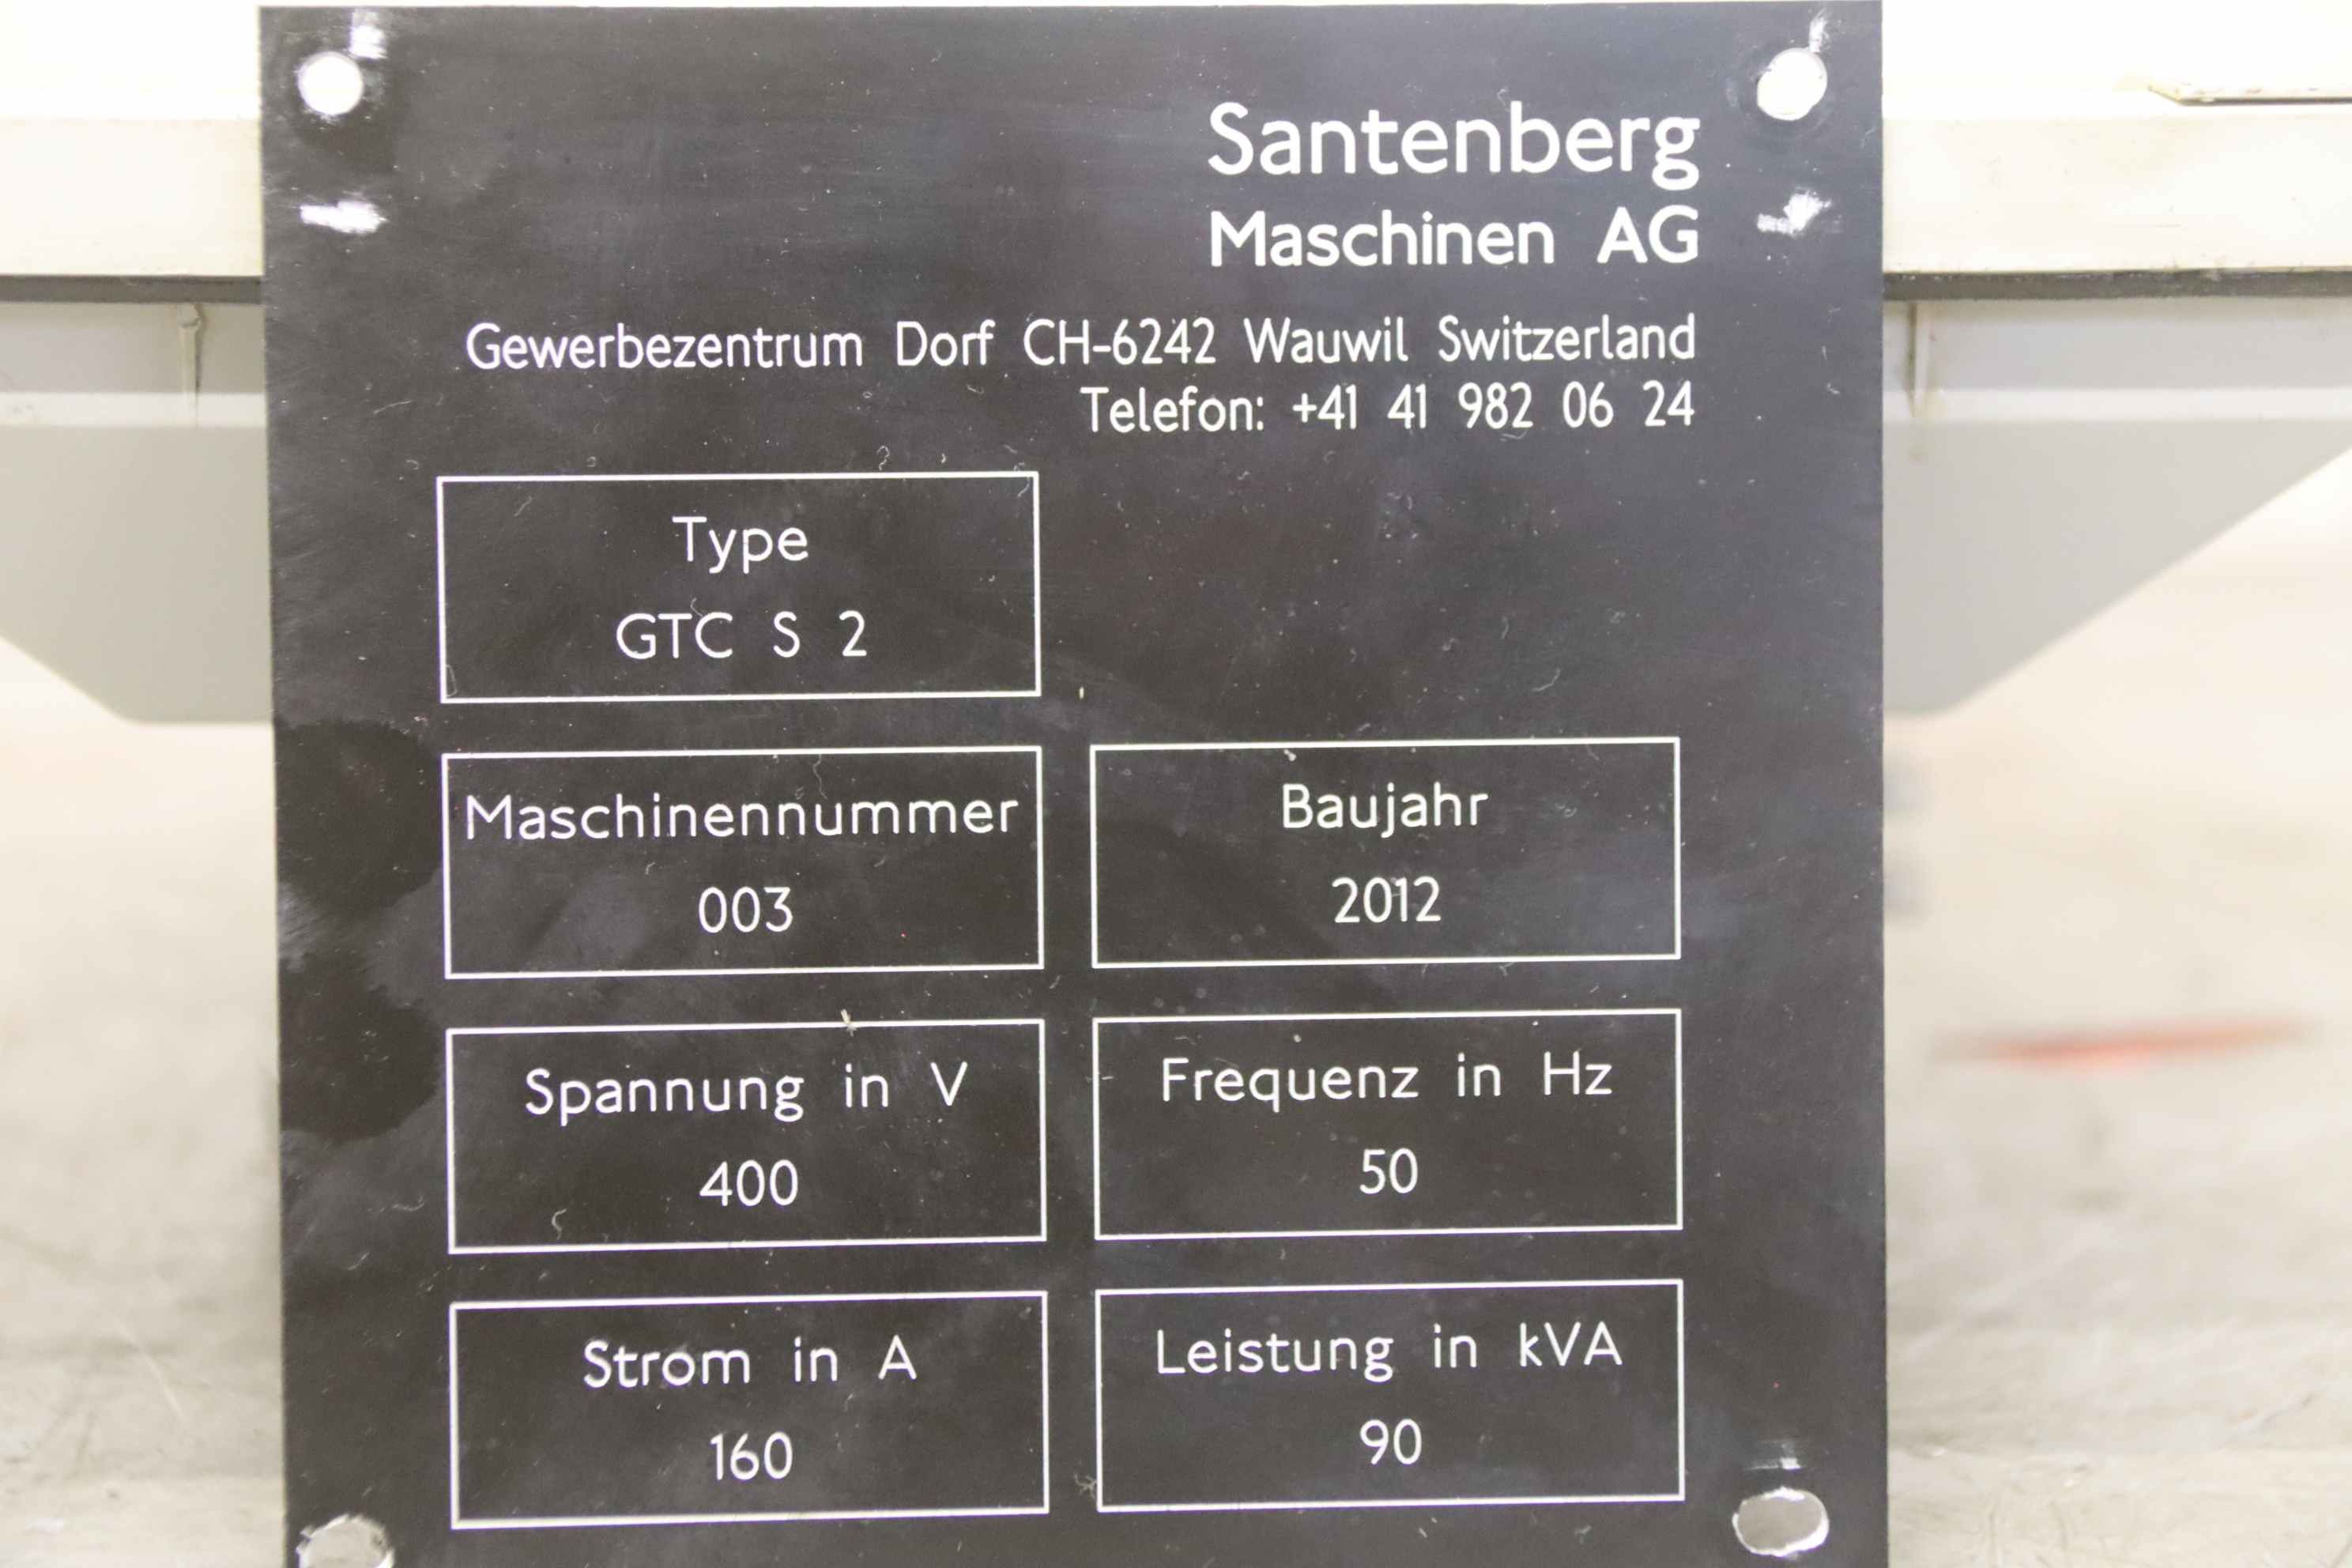 Santenberg
Maschinen AG
Gewerbezentrum Dorf CH-6242 Wauwil Switzerland
Telefon: +41 41 982 06 24
Type
GTC S 2
Maschinennummer
003
Baujahr
2012
Spannung in V
400
Frequenz in Hz
50
Strom in A
160
Leistung in kVA
90